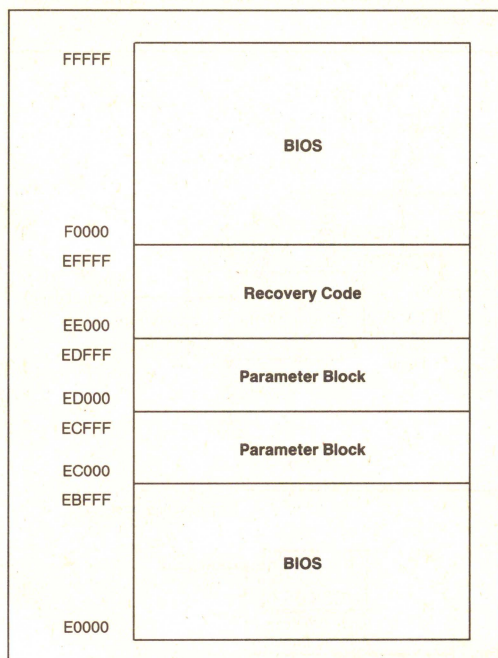 FFFFF
BIOS
F0000
EFFFF
Recovery Code
EE000
EDFFF
Parameter Block
ED000
ECFFF
Parameter Block
EC000
EBFFF
BIOS
E0000